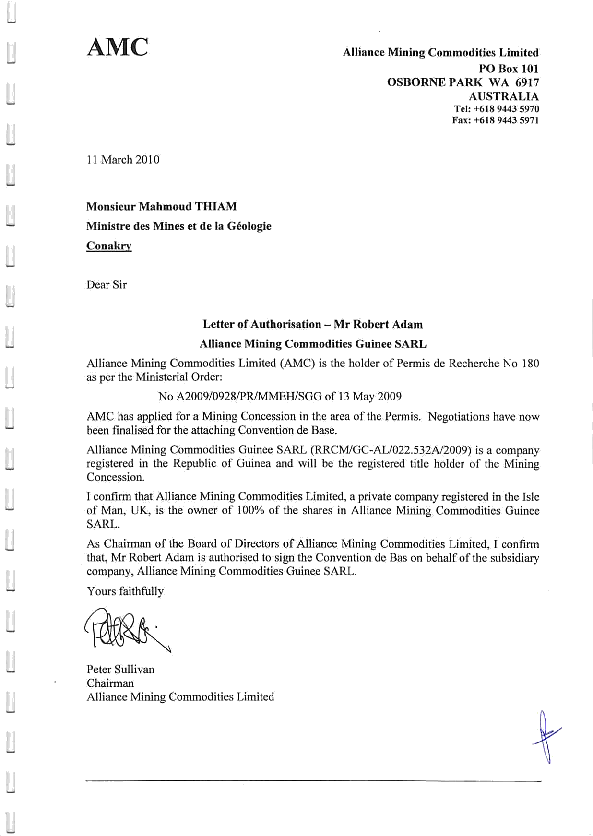 AMC
Alliance Mining Commodities Limited
PO Box 101
OSBORNE PARK WA 6917
AUSTRALIA
Tel: +618 9443 5970
Fax: +618 9443 5971
11 March 2010
Monsieur Mahmoud THIAM
Ministre des Mines et de la Géologie
Conakry
Dear Sir
Letter of Authorisation – Mr Robert Adam
Alliance Mining Commodities Guinee SARL
Alliance Mining Commodities Limited (AMC) is the holder of Permis de Recherche No 180
as per the Ministerial Order:
No A2009/0928/PR/MMEH/SGG of 13 May 2009
AMC has applied for a Mining Concession in the area of the Permis. Negotiations have now
been finalised for the attaching Convention de Base.
Alliance Mining Commodities Guinee SARL (RRCM/GC-AL/022.532A/2009) is a company
registered in the Republic of Guinea and will be the registered title holder of the Mining
Concession.
I confirm that Alliance Mining Commodities Limited, a private company registered in the Isle
of Man, UK, is the owner of 100% of the shares in Alliance Mining Commodities Guinee
SARL.
As Chairman of the Board of Directors of Alliance Mining Commodities Limited, I confirm
that, Mr Robert Adam is authorised to sign the Convention de Bas on behalf of the subsidiary
company, Alliance Mining Commodities Guinee SARL.
Yours faithfully
Peter Sullivan
Chairman
Alliance Mining Commodities Limited